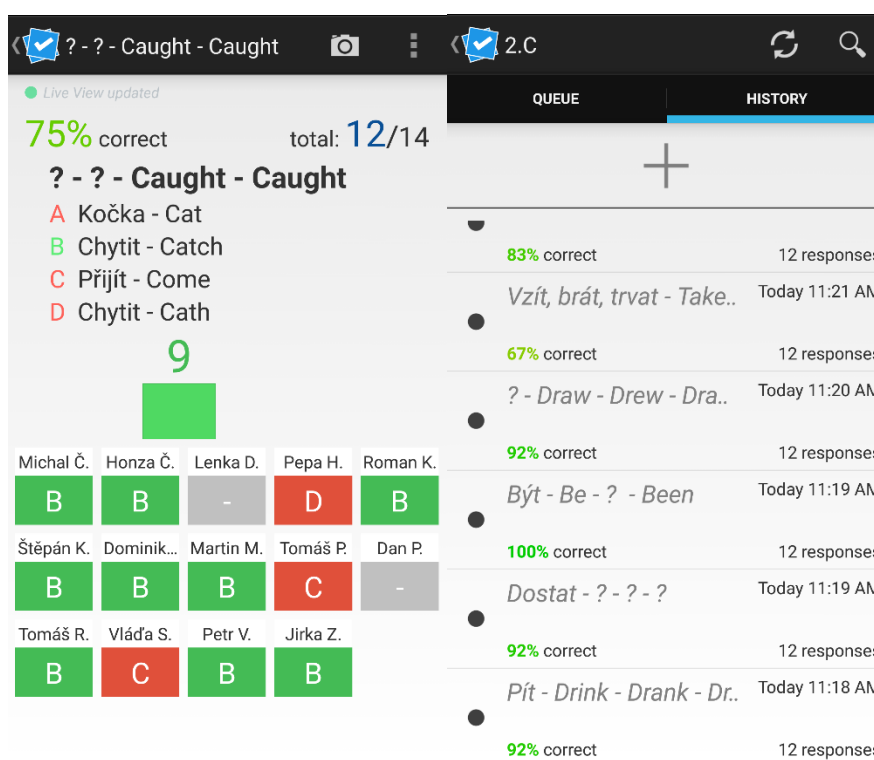 ? - ? - Caught - Caught
Live View updated
75% correct total: 12/14
? - ? - Caught - Caught
A Kočka - Cat
B Chytit - Catch
C Přijít - Come
D Chytit - Cath
9
Michal Č. Honza Č. Lenka D. Pepa H. Roman K.
B B - D B
Štěpán K. Dominik... Martin M. Tomáš P. Dan P.
B B B C -
Tomáš R. Vláďa S. Petr V. Jirka Z.
B C B B
2.C
QUEUE HISTORY
83% correct 12 responses
Vzít, brát, trvat - Take.. Today 11:21 AM
67% correct 12 responses
? - Draw - Drew - Dra.. Today 11:20 AM
92% correct 12 responses
Být - Be - ? - Been Today 11:19 AM
100% correct 12 responses
Dostat - ? - ? - ? Today 11:19 AM
92% correct 12 responses
Pít - Drink - Drank - Dr.. Today 11:18 AM
92% correct 12 responses